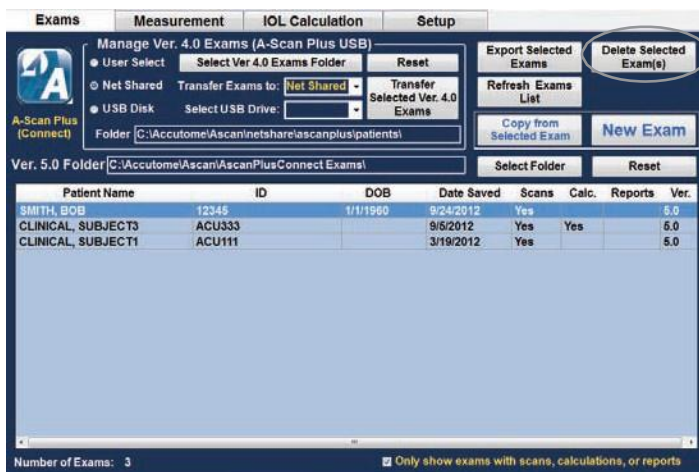 Exams Measurement IOL Calculation Setup
Manage Ver. 4.0 Exams (A-Scan Plus USB)
User Select Select Ver 4.0 Exams Folder Reset
Net Shared Transfer Exams to: Net Shared Transfer Selected Ver. 4.0 Exams
USB Disk Select USB Drive:
Folder C:\Accutome\Ascan\netshare\ascanplus\patients\
A-Scan Plus
(Connect)
Export Selected Exams
Delete Selected Exam(s)
Refresh Exams List
Copy from Selected Exam
New Exam
Ver. 5.0 Folder C:\Accutome\Ascan\AscanPlusConnect Exams\ Select Folder Reset
Patient Name ID DOB Date Saved Scans Calc. Reports Ver.
SMITH, BOB 12345 1/1/1960 9/24/2012 Yes 5.0
CLINICAL, SUBJECT3 ACU333 9/5/2012 Yes Yes 5.0
CLINICAL, SUBJECT1 ACU111 3/19/2012 Yes 5.0
Number of Exams: 3 Only show exams with scans, calculations, or reports